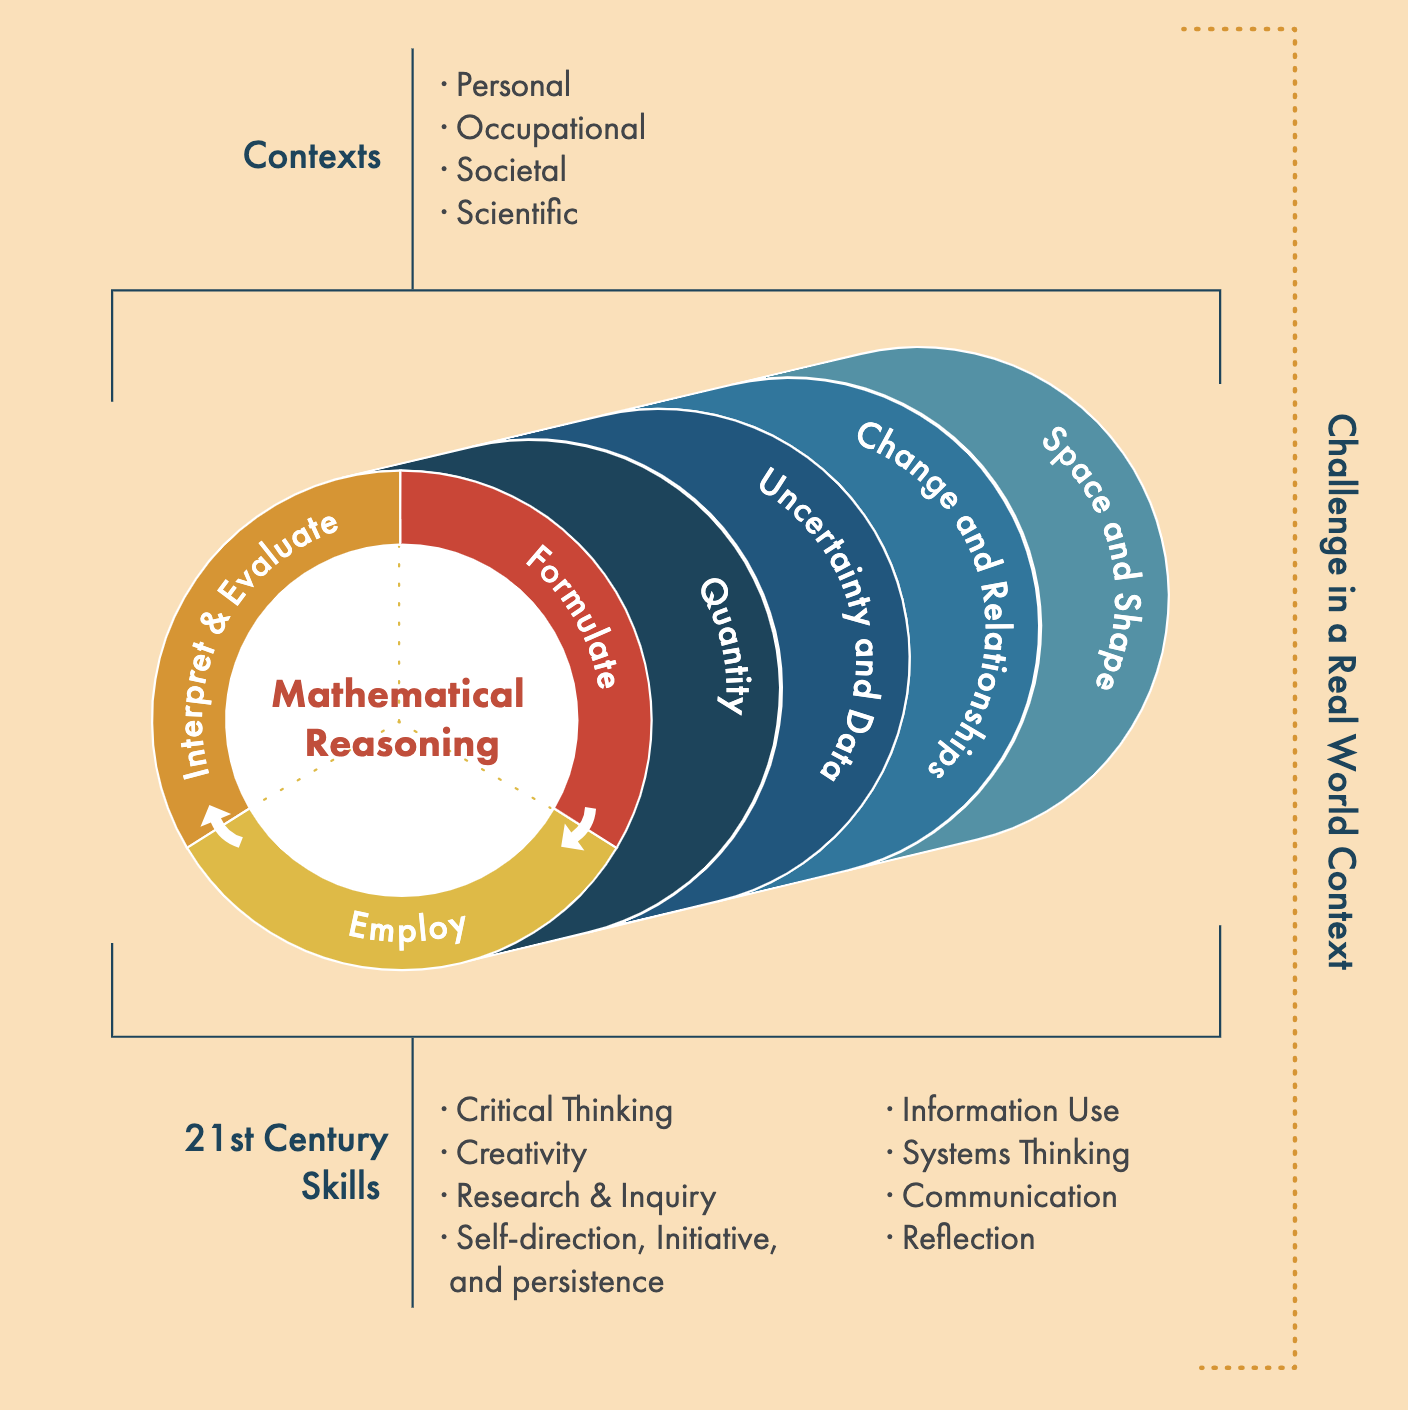 Contexts
· Personal
· Occupational
· Societal
· Scientific
Interpret & Evaluate
Formulate
Employ
Mathematical
Reasoning
Quantity
Uncertainty and Data
Change and Relationships
Space and Shape
Challenge in a Real World Context
21st Century
Skills
· Critical Thinking
· Creativity
· Research & Inquiry
· Self-direction, Initiative,
and persistence
· Information Use
· Systems Thinking
· Communication
· Reflection